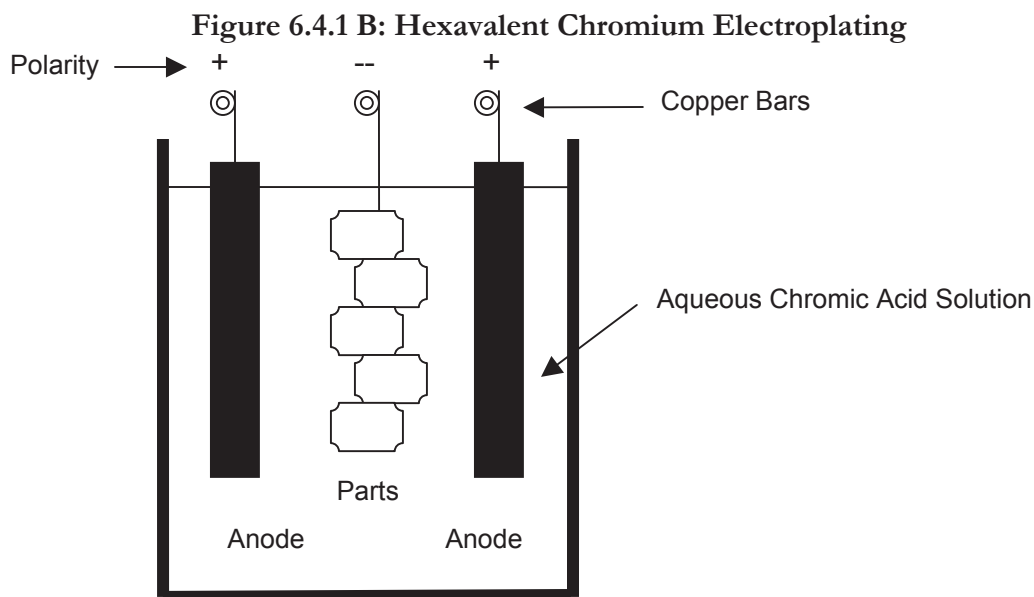 Figure 6.4.1 B: Hexavalent Chromium Electroplating
Polarity + -- +
Copper Bars
Aqueous Chromic Acid Solution
Parts
Anode Anode